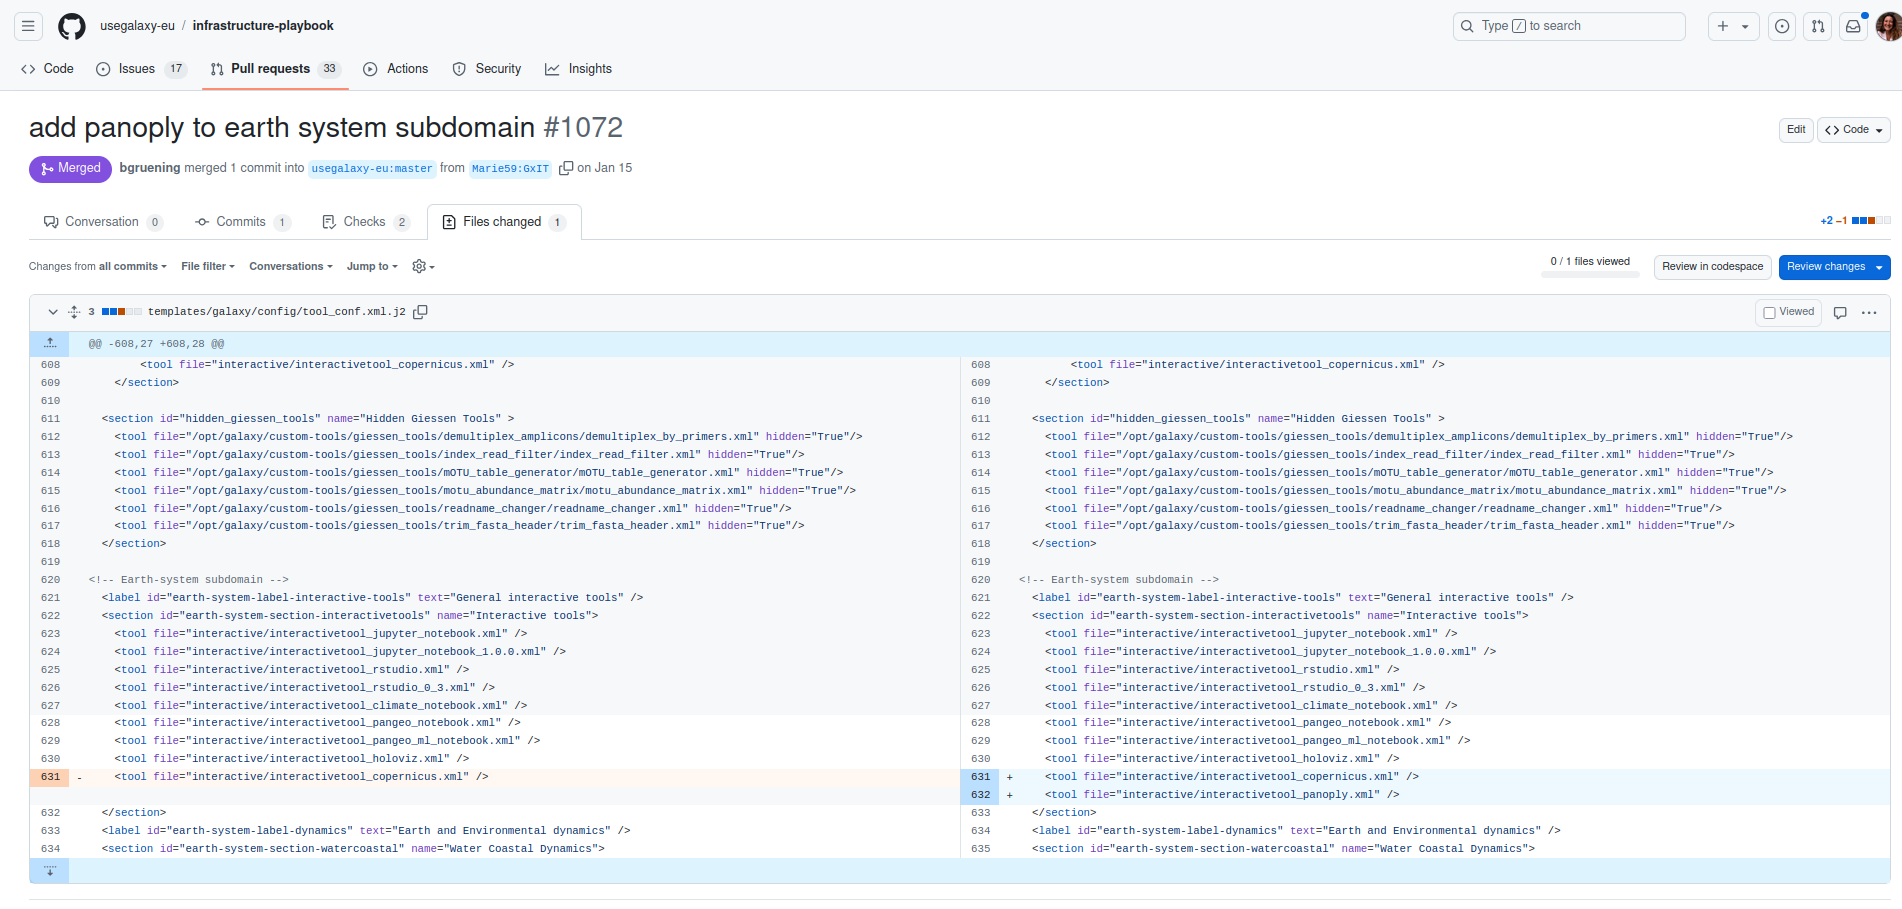 usegalaxy-eu / infrastructure-playbook
Type / to search
Code
Issues 17
Pull requests 33
Actions
Security
Insights
add panoply to earth system subdomain #1072
Edit
Code
Merged
bgruening merged 1 commit into usegalaxy-eu:master from Marie59:GxIT on Jan 15
Conversation 0
Commits 1
Checks 2
Files changed 1
+2 −1
Changes from all commits
File filter
Conversations
Jump to
0 / 1 files viewed
Review in codespace
Review changes
3 templates/galaxy/config/tool_conf.xml.j2
Viewed
@@ -608,27 +608,28 @@
608 <tool file="interactive/interactivetool_copernicus.xml" />
609 </section>
610
611 <section id="hidden_giessen_tools" name="Hidden Giessen Tools" >
612 <tool file="/opt/galaxy/custom-tools/giessen_tools/demultiplex_amplicons/demultiplex_by_primers.xml" hidden="True"/>
613 <tool file="/opt/galaxy/custom-tools/giessen_tools/index_read_filter/index_read_filter.xml" hidden="True"/>
614 <tool file="/opt/galaxy/custom-tools/giessen_tools/mOTU_table_generator/mOTU_table_generator.xml" hidden="True"/>
615 <tool file="/opt/galaxy/custom-tools/giessen_tools/motu_abundance_matrix/motu_abundance_matrix.xml" hidden="True"/>
616 <tool file="/opt/galaxy/custom-tools/giessen_tools/readname_changer/readname_changer.xml" hidden="True"/>
617 <tool file="/opt/galaxy/custom-tools/giessen_tools/trim_fasta_header/trim_fasta_header.xml" hidden="True"/>
618 </section>
619
620 <!-- Earth-system subdomain -->
621 <label id="earth-system-label-interactive-tools" text="General interactive tools" />
622 <section id="earth-system-section-interactivetools" name="Interactive tools">
623 <tool file="interactive/interactivetool_jupyter_notebook.xml" />
624 <tool file="interactive/interactivetool_jupyter_notebook_1.0.0.xml" />
625 <tool file="interactive/interactivetool_rstudio.xml" />
626 <tool file="interactive/interactivetool_rstudio_0_3.xml" />
627 <tool file="interactive/interactivetool_climate_notebook.xml" />
628 <tool file="interactive/interactivetool_pangeo_notebook.xml" />
629 <tool file="interactive/interactivetool_pangeo_ml_notebook.xml" />
630 <tool file="interactive/interactivetool_holoviz.xml" />
631 - <tool file="interactive/interactivetool_copernicus.xml" />
632 </section>
633 <label id="earth-system-label-dynamics" text="Earth and Environmental dynamics" />
634 <section id="earth-system-section-watercoastal" name="Water Coastal Dynamics">
608 <tool file="interactive/interactivetool_copernicus.xml" />
609 </section>
610
611 <section id="hidden_giessen_tools" name="Hidden Giessen Tools" >
612 <tool file="/opt/galaxy/custom-tools/giessen_tools/demultiplex_amplicons/demultiplex_by_primers.xml" hidden="True"/>
613 <tool file="/opt/galaxy/custom-tools/giessen_tools/index_read_filter/index_read_filter.xml" hidden="True"/>
614 <tool file="/opt/galaxy/custom-tools/giessen_tools/mOTU_table_generator/mOTU_table_generator.xml" hidden="True"/>
615 <tool file="/opt/galaxy/custom-tools/giessen_tools/motu_abundance_matrix/motu_abundance_matrix.xml" hidden="True"/>
616 <tool file="/opt/galaxy/custom-tools/giessen_tools/readname_changer/readname_changer.xml" hidden="True"/>
617 <tool file="/opt/galaxy/custom-tools/giessen_tools/trim_fasta_header/trim_fasta_header.xml" hidden="True"/>
618 </section>
619
620 <!-- Earth-system subdomain -->
621 <label id="earth-system-label-interactive-tools" text="General interactive tools" />
622 <section id="earth-system-section-interactivetools" name="Interactive tools">
623 <tool file="interactive/interactivetool_jupyter_notebook.xml" />
624 <tool file="interactive/interactivetool_jupyter_notebook_1.0.0.xml" />
625 <tool file="interactive/interactivetool_rstudio.xml" />
626 <tool file="interactive/interactivetool_rstudio_0_3.xml" />
627 <tool file="interactive/interactivetool_climate_notebook.xml" />
628 <tool file="interactive/interactivetool_pangeo_notebook.xml" />
629 <tool file="interactive/interactivetool_pangeo_ml_notebook.xml" />
630 <tool file="interactive/interactivetool_holoviz.xml" />
631 + <tool file="interactive/interactivetool_copernicus.xml" />
632 + <tool file="interactive/interactivetool_panoply.xml" />
633 </section>
634 <label id="earth-system-label-dynamics" text="Earth and Environmental dynamics" />
635 <section id="earth-system-section-watercoastal" name="Water Coastal Dynamics">